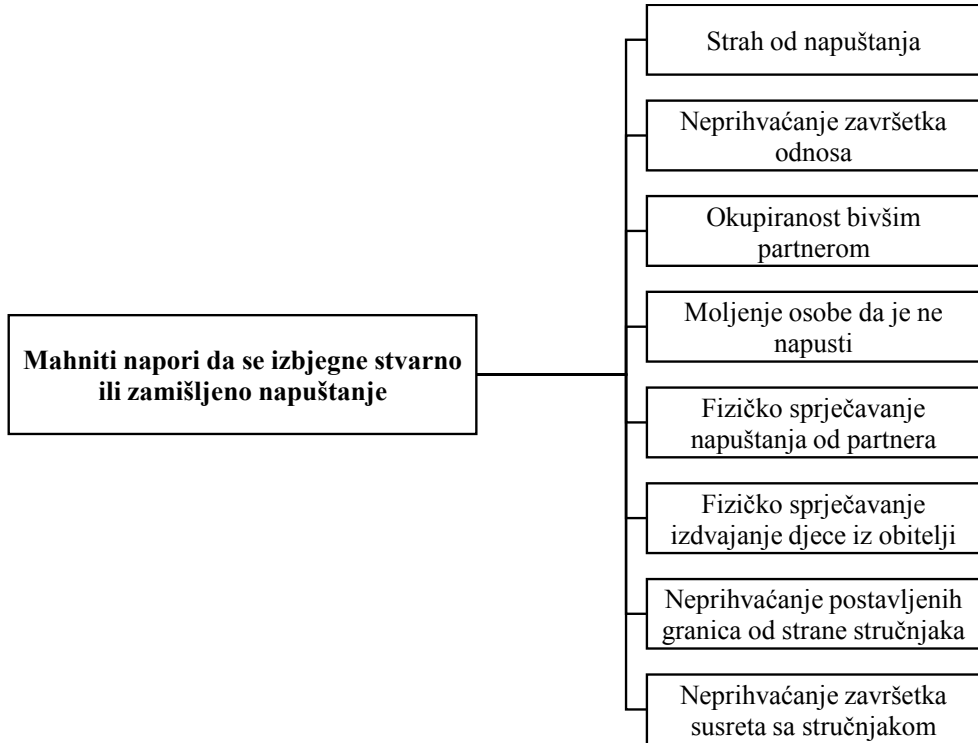 Mahniti napori da se izbjegne stvarno
ili zamišljeno napuštanje
Strah od napuštanja
Neprihvaćanje završetka
odnosa
Okupiranost bivšim
partnerom
Moljenje osobe da je ne
napusti
Fizičko sprječavanje
napuštanja od partnera
Fizičko sprječavanje
izdvajanje djece iz obitelji
Neprihvaćanje postavljenih
granica od strane stručnjaka
Neprihvaćanje završetka
susreta sa stručnjakom